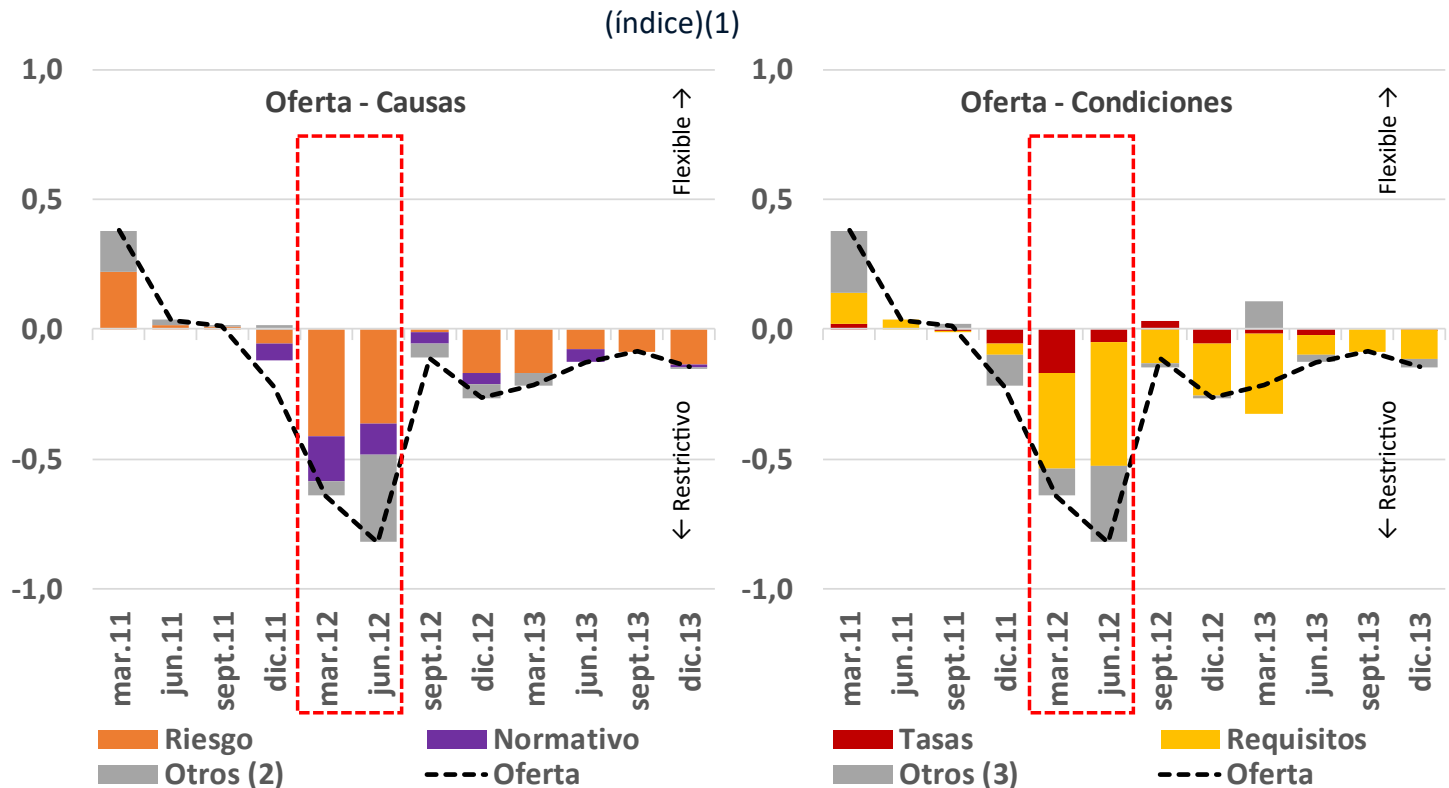 (índice)(1)
Oferta - Causas
Flexible →
← Restrictivo
1,0
0,5
0,0
-0,5
-1,0
mar.11
jun.11
sept.11
dic.11
mar.12
jun.12
sept.12
dic.12
mar.13
jun.13
sept.13
dic.13
Riesgo
Normativo
Otros (2)
Oferta
Oferta - Condiciones
Flexible →
← Restrictivo
1,0
0,5
0,0
-0,5
-1,0
mar.11
jun.11
sept.11
dic.11
mar.12
jun.12
sept.12
dic.12
mar.13
jun.13
sept.13
dic.13
Tasas
Requisitos
Otros (3)
Oferta